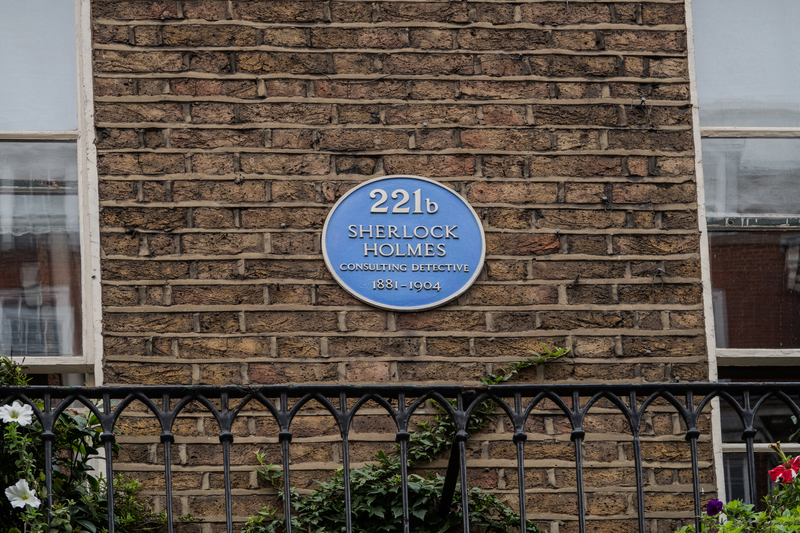 221b
SHERLOCK
HOLMES
CONSULTING DETECTIVE
1881-1904